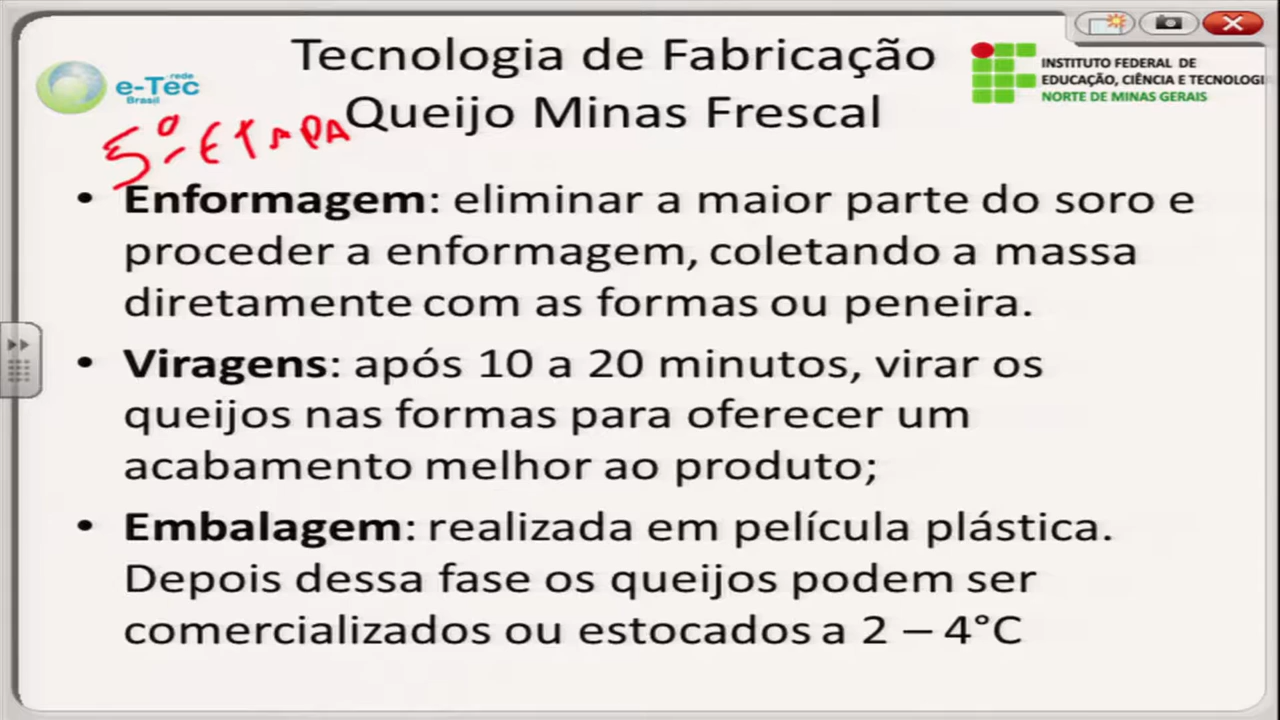 Tecnologia de Fabricação
Queijo Minas Frescal
rede
e-Tec
Brasil
INSTITUTO FEDERAL DE
EDUCAÇÃO, CIÊNCIA E TECNOLOGI
NORTE DE MINAS GERAIS
5º ETAPA
• Enformagem: eliminar a maior parte do soro e
proceder a enformagem, coletando a massa
diretamente com as formas ou peneira.
• Viragens: após 10 a 20 minutos, virar os
queijos nas formas para oferecer um
acabamento melhor ao produto;
• Embalagem: realizada em película plástica.
Depois dessa fase os queijos podem ser
comercializados ou estocados a 2 – 4°C